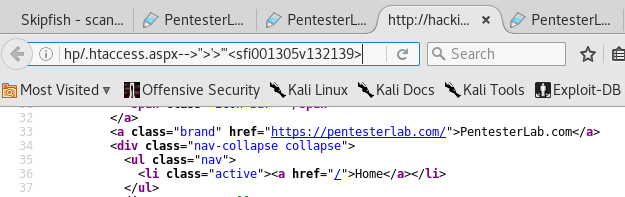 Skipfish - scan... PentesterL... PentesterL... http://hacki... PentesterL...
hp/.htaccess.aspx-->">'>'"<sfi001305v132139> Search
Most Visited Offensive Security Kali Linux Kali Docs Kali Tools Exploit-DB
32 </a>
33 <a class="brand" href="https://pentesterlab.com/">PentesterLab.com</a>
34 <div class="nav-collapse collapse">
35 <ul class="nav">
36 <li class="active"><a href="/">Home</a></li>
37 </ul>